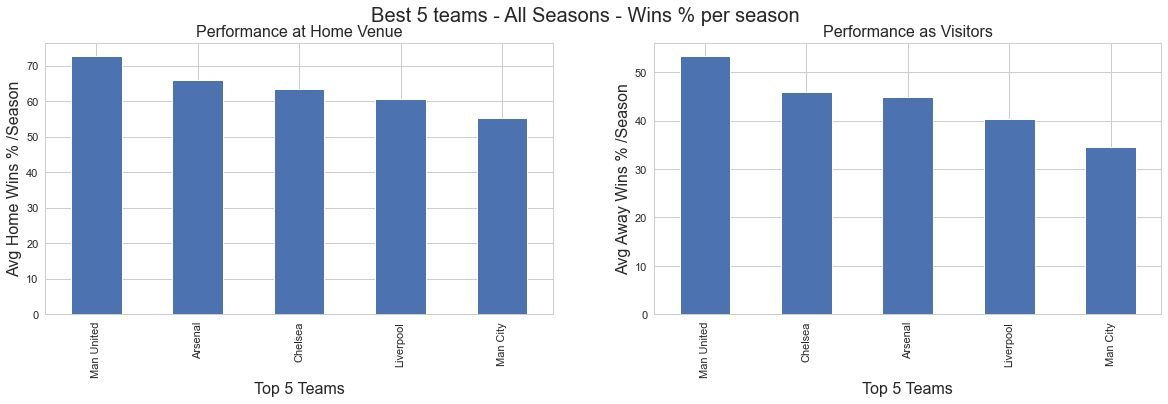 Best 5 teams - All Seasons - Wins % per season
Performance at Home Venue
Avg Home Wins % /Season
70
60
50
40
30
20
10
0
Man United
Arsenal
Chelsea
Liverpool
Man City
Top 5 Teams
Performance as Visitors
Avg Away Wins % /Season
50
40
30
20
10
0
Man United
Chelsea
Arsenal
Liverpool
Man City
Top 5 Teams